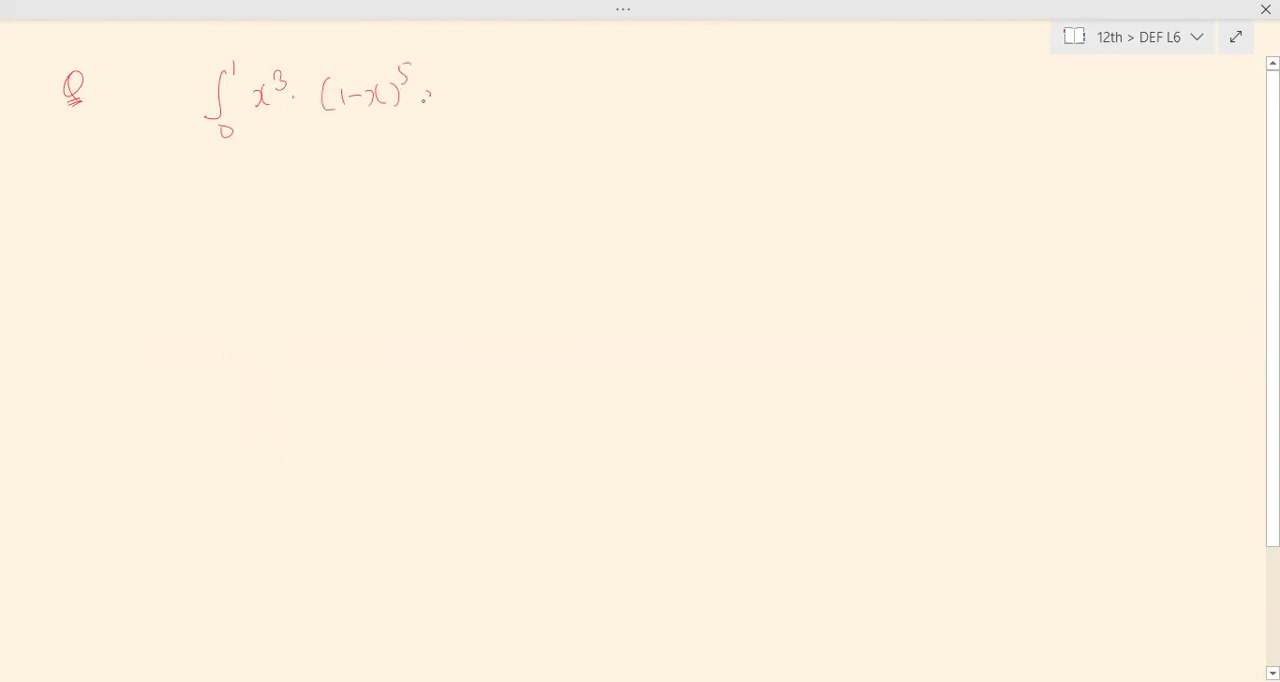 12th > DEF L6
Q ∫₀¹ x³. (1-x)⁵